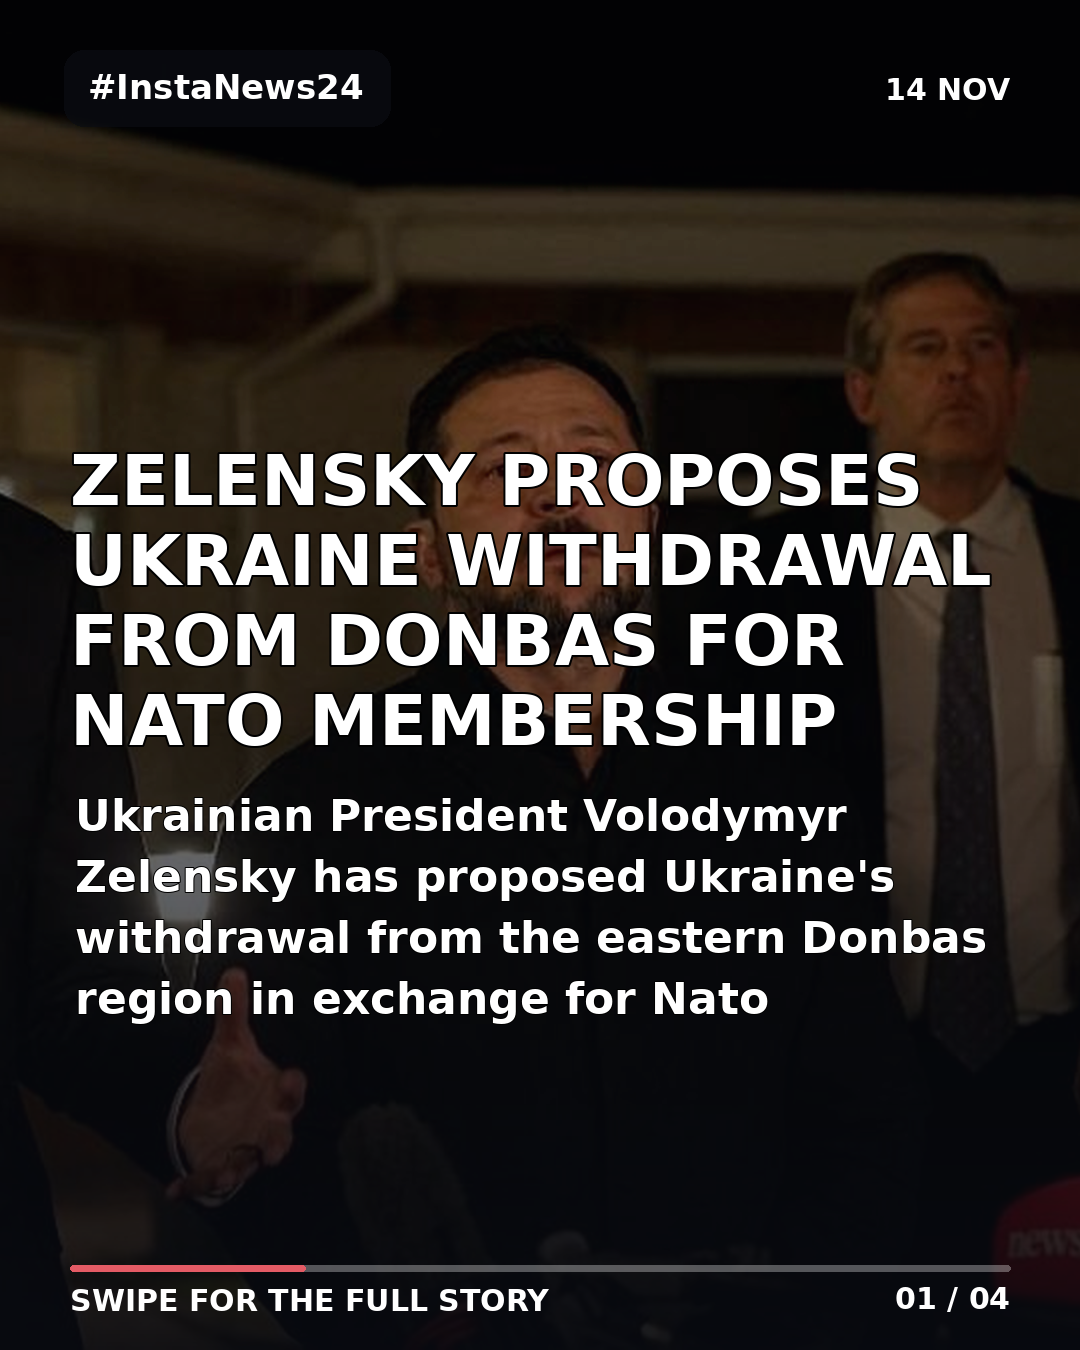 #InstaNews24
14 NOV
ZELENSKY PROPOSES
UKRAINE WITHDRAWAL
FROM DONBAS FOR
NATO MEMBERSHIP
Ukrainian President Volodymyr
Zelensky has proposed Ukraine's
withdrawal from the eastern Donbas
region in exchange for Nato
news
SWIPE FOR THE FULL STORY
01 / 04